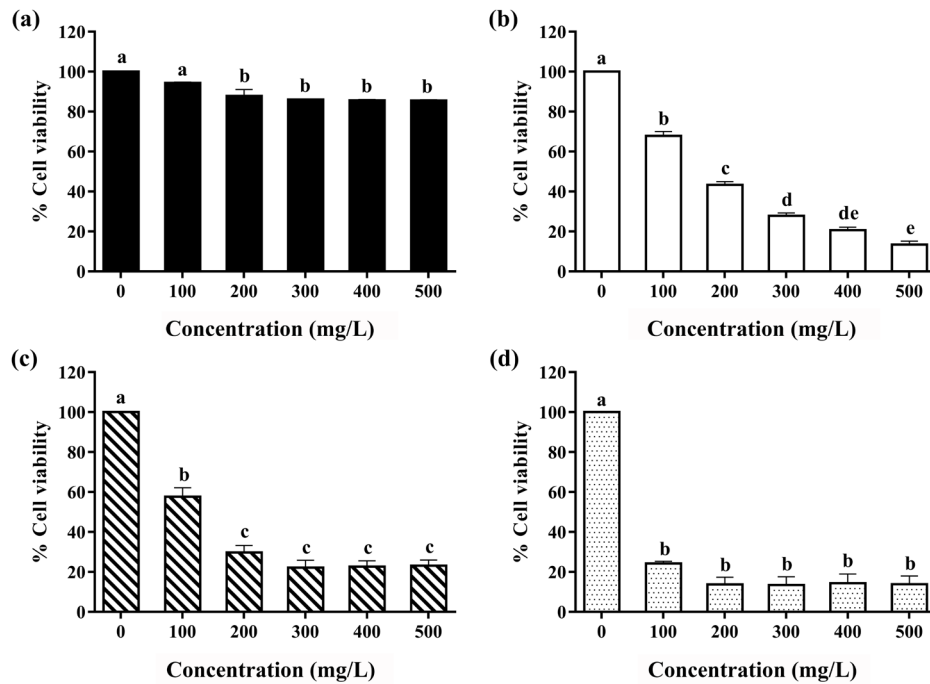 (a)
120
100
80
60
40
20
0
% Cell viability
a a b b b b
0 100 200 300 400 500
Concentration (mg/L)
(b)
120
100
80
60
40
20
0
% Cell viability
a b c d de e
0 100 200 300 400 500
Concentration (mg/L)
(c)
120
100
80
60
40
20
0
% Cell viability
a b c c c c
0 100 200 300 400 500
Concentration (mg/L)
(d)
120
100
80
60
40
20
0
% Cell viability
a b b b b b
0 100 200 300 400 500
Concentration (mg/L)